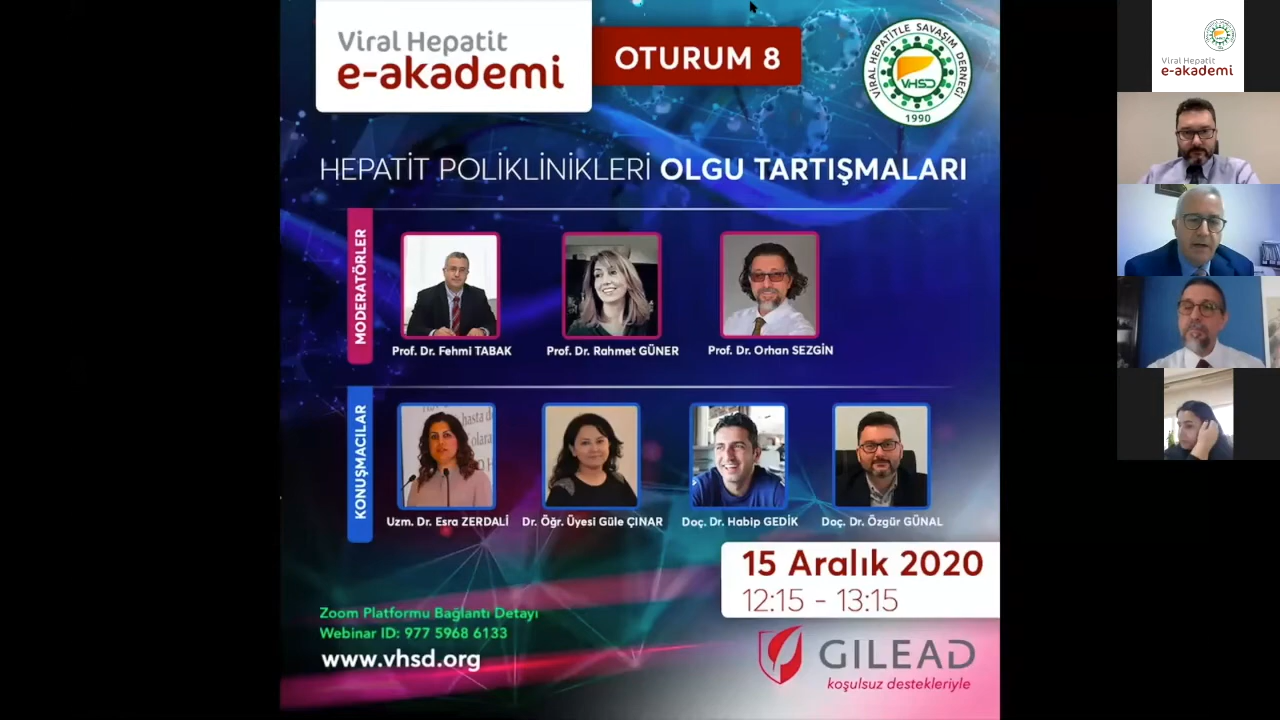 Viral Hepatit
e-akademi
OTURUM 8
VİRAL HEPATİTLE SAVAŞIM DERNEĞİ
VHSD
1990
HEPATİT POLİKLİNİKLERİ OLGU TARTIŞMALARI
MODERATÖRLER
Prof. Dr. Fehmi TABAK
Prof. Dr. Rahmet GÜNER
Prof. Dr. Orhan SEZGİN
KONUŞMACILAR
Uzm. Dr. Esra ZERDALİ
Dr. Öğr. Üyesi Güle ÇINAR
Doç. Dr. Habip GEDİK
Doç. Dr. Özgür GÜNAL
15 Aralık 2020
12:15 - 13:15
Zoom Platformu Bağlantı Detayı
Webinar ID: 977 5968 6133
www.vhsd.org
GILEAD
koşulsuz destekleriyle
Viral Hepatit
e-akademi